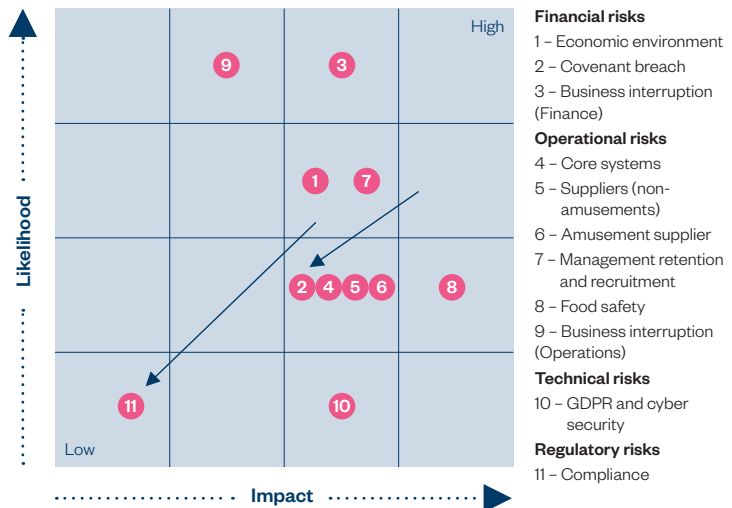 High
9
3
1
7
2
4
5
6
8
11
10
Low
Likelihood
Impact
Financial risks
1 – Economic environment
2 – Covenant breach
3 – Business interruption
(Finance)
Operational risks
4 – Core systems
5 – Suppliers (non-
amusements)
6 – Amusement supplier
7 – Management retention
and recruitment
8 – Food safety
9 – Business interruption
(Operations)
Technical risks
10 – GDPR and cyber
security
Regulatory risks
11 – Compliance